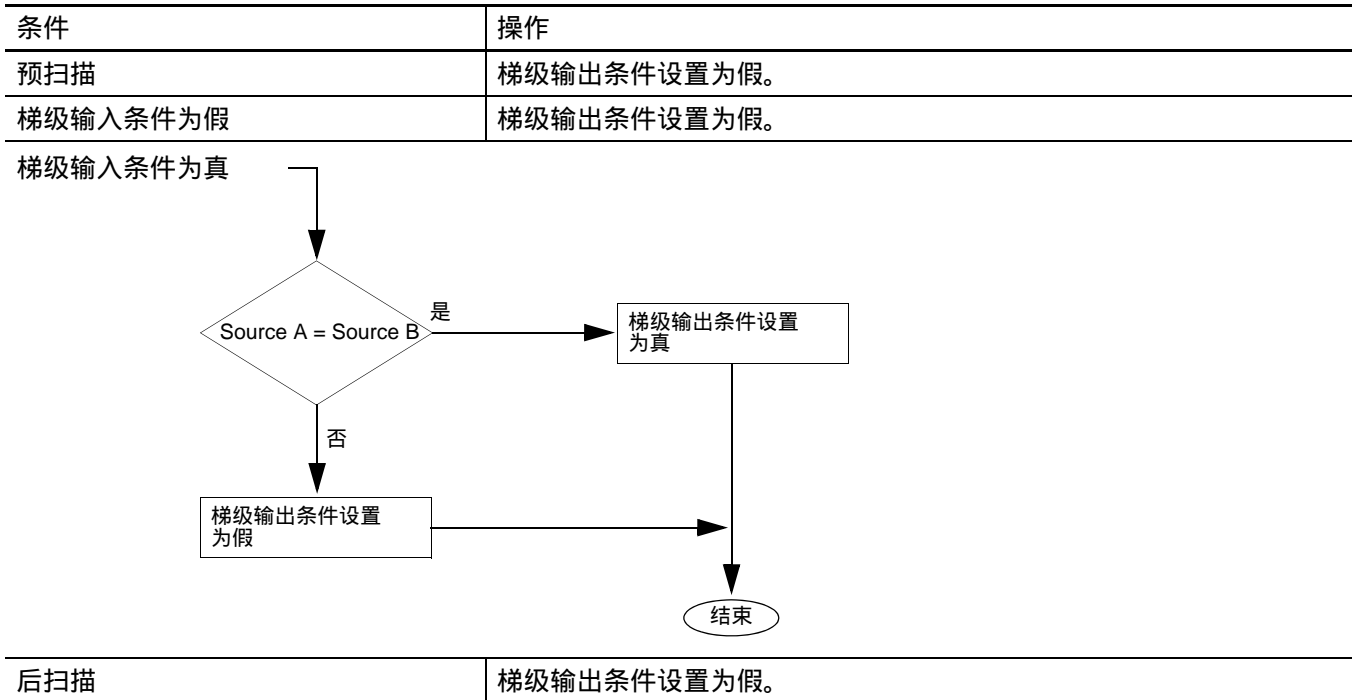 条件 操作
预扫描 梯级输出条件设置为假。
梯级输入条件为假 梯级输出条件设置为假。
梯级输入条件为真
Source A = Source B
是
梯级输出条件设置
为真
否
梯级输出条件设置
为假
结束
后扫描 梯级输出条件设置为假。